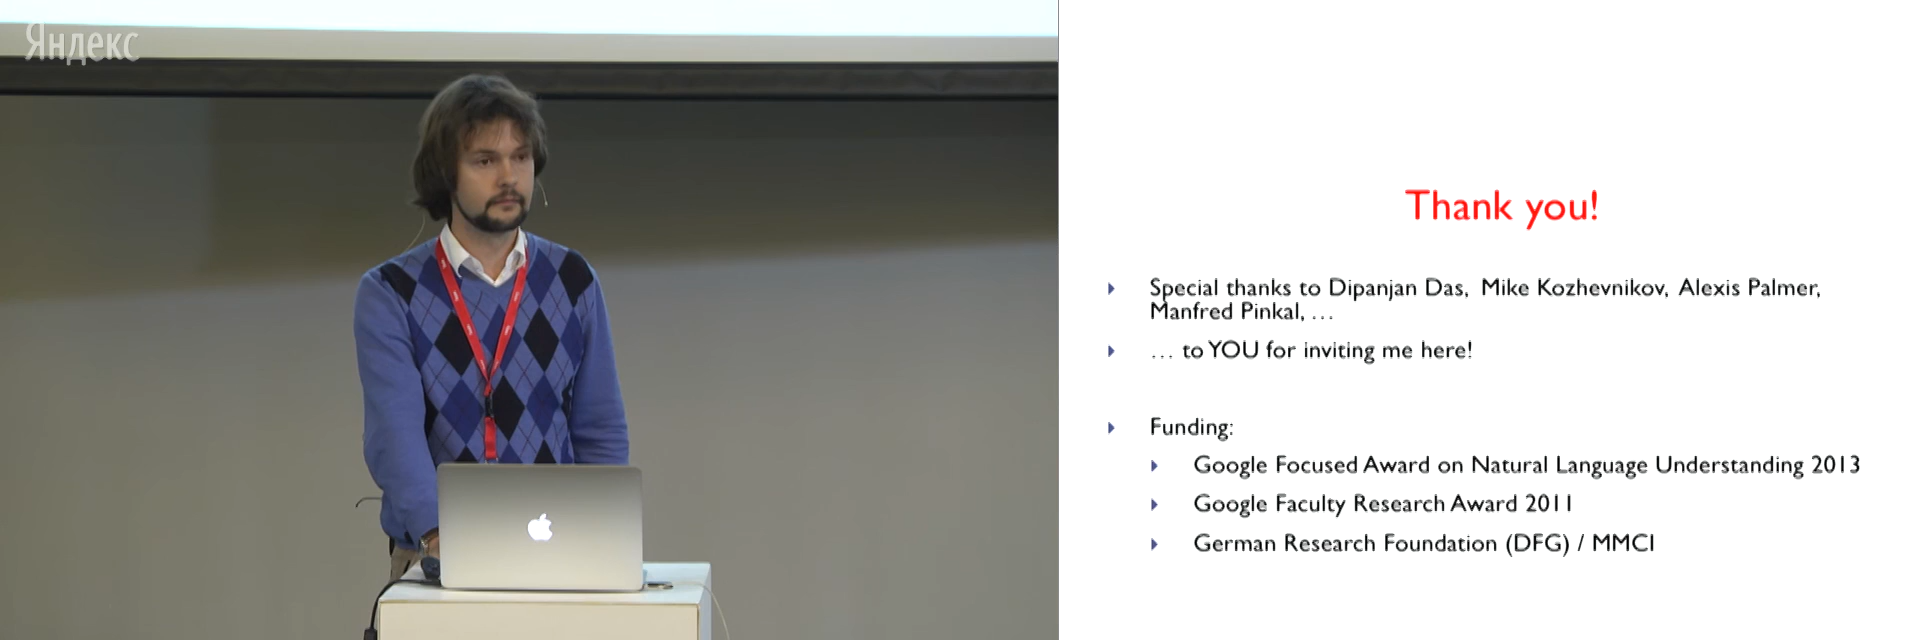 Яндекс
Thank you!
Special thanks to Dipanjan Das, Mike Kozhevnikov, Alexis Palmer,
Manfred Pinkal, …
… to YOU for inviting me here!
Funding:
Google Focused Award on Natural Language Understanding 2013
Google Faculty Research Award 2011
German Research Foundation (DFG) / MMCI